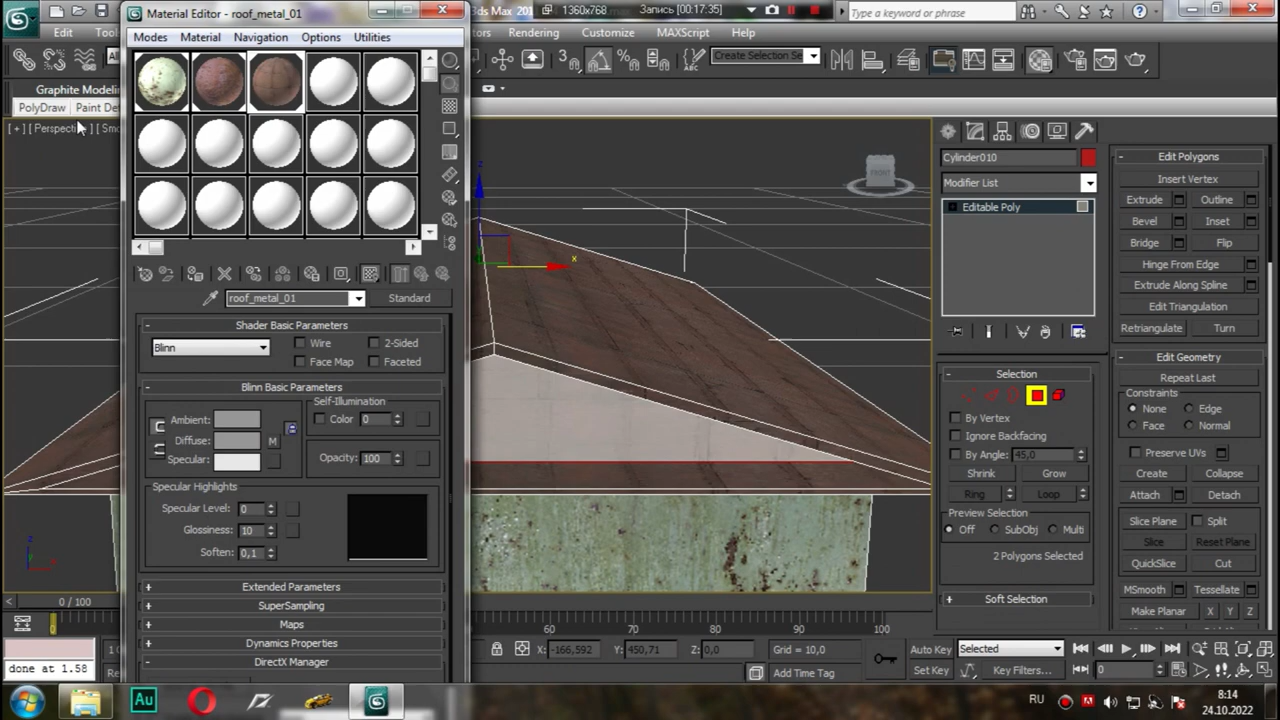 Material Editor - roof_metal_01
3ds Max 201
1360x768
Запись [00:17:35]
Type a keyword or phrase
Edit
Tools
Modes
Material
Navigation
Options
Utilities
Rendering
Customize
MAXScript
Help
3
Create Selection Se
Graphite Modelin
PolyDraw
Paint Def
[ + ] [ Perspective ] [ Smo
roof_metal_01
Standard
Shader Basic Parameters
Blinn
Wire
2-Sided
Face Map
Faceted
Blinn Basic Parameters
Self-Illumination
Ambient:
Color
0
Diffuse:
M
Specular:
Opacity:
100
Specular Highlights
Specular Level:
0
Glossiness:
10
Soften:
0,1
Extended Parameters
SuperSampling
Maps
Dynamics Properties
DirectX Manager
FRONT
z
x
Cylinder010
Modifier List
Editable Poly
Selection
By Vertex
Ignore Backfacing
By Angle:
45,0
Shrink
Grow
Ring
Loop
Preview Selection
Off
SubObj
Multi
2 Polygons Selected
Soft Selection
Edit Polygons
Insert Vertex
Extrude
Outline
Bevel
Inset
Bridge
Flip
Hinge From Edge
Extrude Along Spline
Edit Triangulation
Retriangulate
Turn
Edit Geometry
Repeat Last
Constraints
None
Edge
Face
Normal
Preserve UVs
Create
Collapse
Attach
Detach
Slice Plane
Split
Slice
Reset Plane
QuickSlice
Cut
MSmooth
Tessellate
Make Planar
X
Y
Z
0 / 100
60
70
80
90
100
X: -166,592
Y: 450,71
Z: 0,0
Grid = 10,0
Add Time Tag
Auto Key
Selected
Set Key
Key Filters...
0
done at 1.58
Au
RU
8:14
24.10.2022